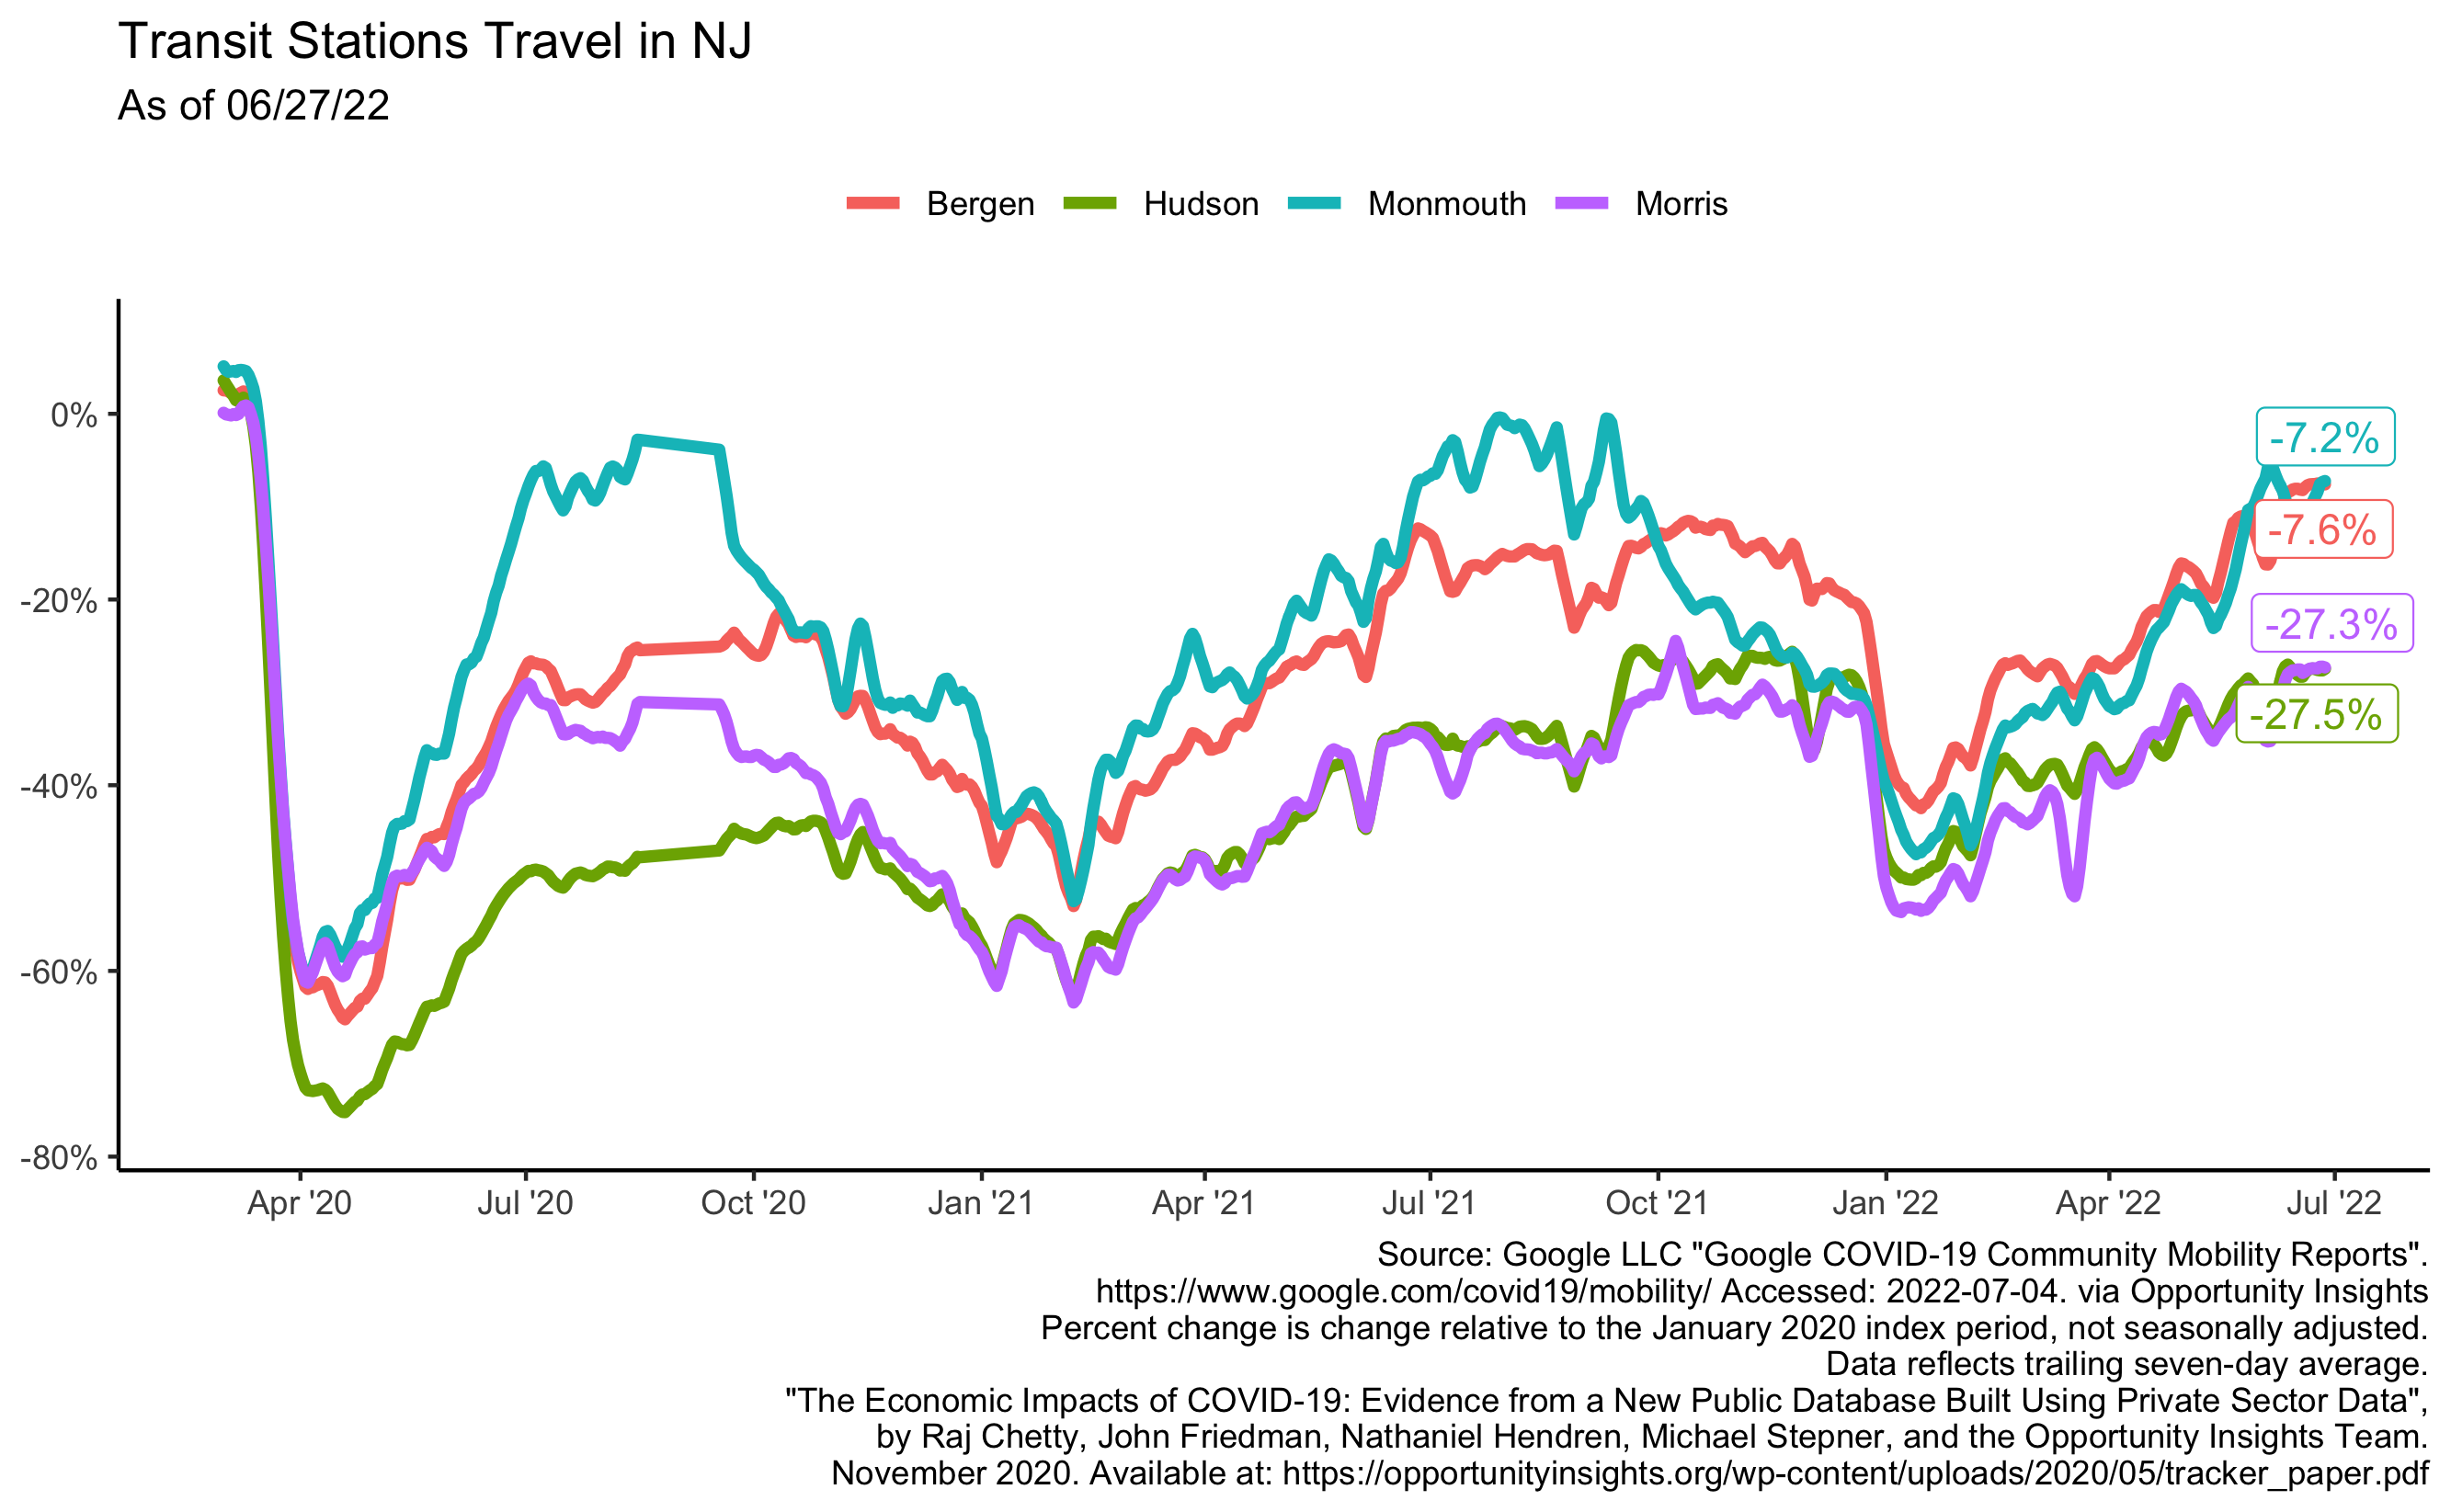 Transit Stations Travel in NJ
As of 06/27/22
Bergen Hudson Monmouth Morris
0%
-20%
-40%
-60%
-80%
-7.2%
-7.6%
-27.3%
-27.5%
Apr '20 Jul '20 Oct '20 Jan '21 Apr '21 Jul '21 Oct '21 Jan '22 Apr '22 Jul '22
Source: Google LLC "Google COVID-19 Community Mobility Reports".
https://www.google.com/covid19/mobility/ Accessed: 2022-07-04. via Opportunity Insights
Percent change is change relative to the January 2020 index period, not seasonally adjusted.
Data reflects trailing seven-day average.
"The Economic Impacts of COVID-19: Evidence from a New Public Database Built Using Private Sector Data",
by Raj Chetty, John Friedman, Nathaniel Hendren, Michael Stepner, and the Opportunity Insights Team.
November 2020. Available at: https://opportunityinsights.org/wp-content/uploads/2020/05/tracker_paper.pdf